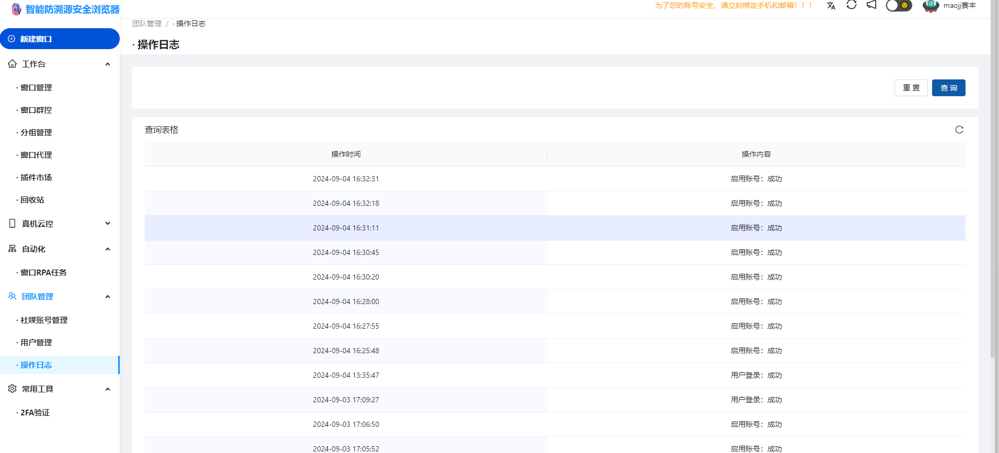 智能防溯源安全浏览器
为了您的账号安全，请立刻绑定手机和邮箱！！！
maojj赛丰
新建窗口
工作台
· 窗口管理
· 窗口群控
· 分组管理
· 窗口代理
· 插件市场
· 回收站
真机云控
自动化
· 窗口RPA任务
团队管理
· 社媒账号管理
· 用户管理
· 操作日志
常用工具
· 2FA验证
团队管理 / · 操作日志
· 操作日志
重 置 查 询
查询表格
操作时间 操作内容
2024-09-04 16:32:31 启用账号：成功
2024-09-04 16:32:18 启用账号：成功
2024-09-04 16:31:11 启用账号：成功
2024-09-04 16:30:45 启用账号：成功
2024-09-04 16:30:20 启用账号：成功
2024-09-04 16:28:00 启用账号：成功
2024-09-04 16:27:55 启用账号：成功
2024-09-04 16:25:48 启用账号：成功
2024-09-04 13:35:47 用户登录：成功
2024-09-03 17:09:27 用户登录：成功
2024-09-03 17:06:50 启用账号：成功
2024-09-03 17:05:52 启用账号：成功